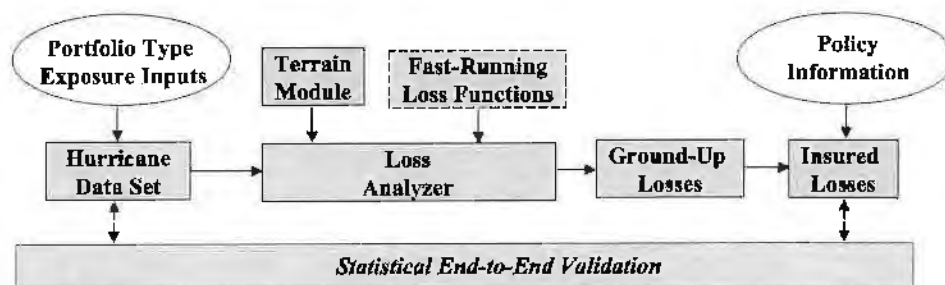 Portfolio Type
Exposure Inputs
Terrain
Module
Fast-Running
Loss Functions
Policy
Information
Hurricane
Data Set
Loss
Analyzer
Ground-Up
Losses
Insured
Losses
Statistical End-to-End Validation